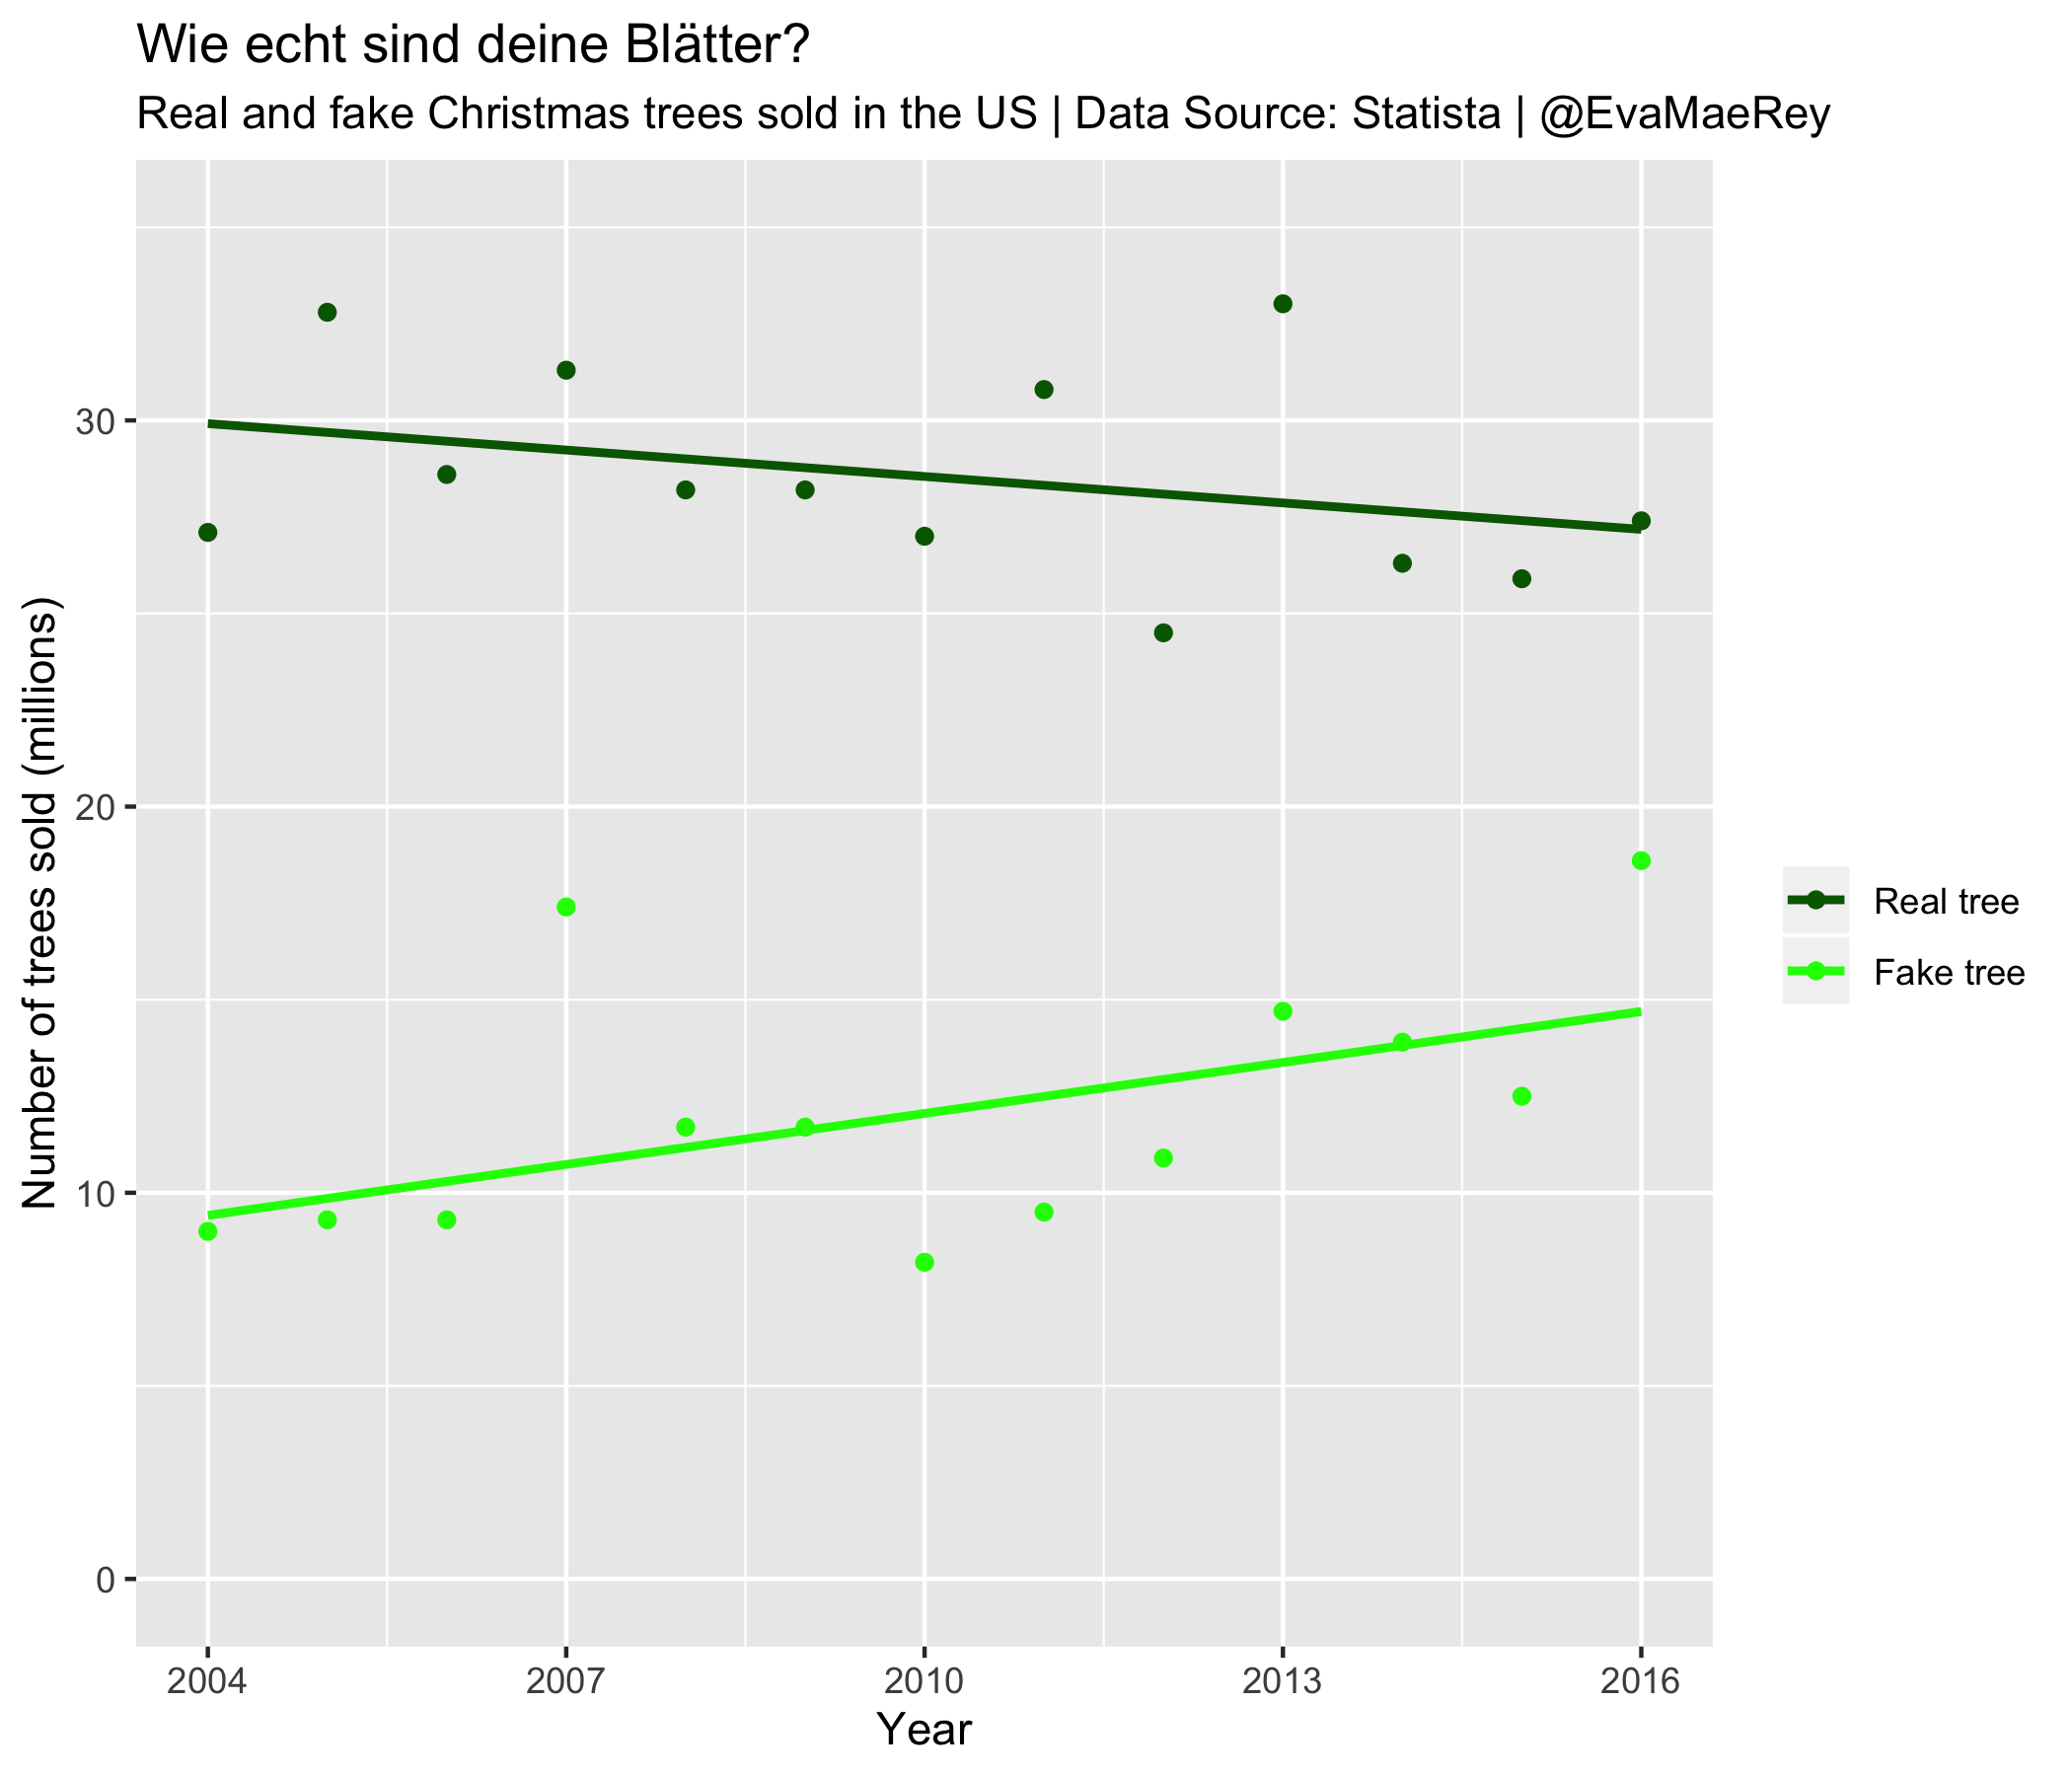 Wie echt sind deine Blätter?
Real and fake Christmas trees sold in the US | Data Source: Statista | @EvaMaeRey
Number of trees sold (millions)
30
20
10
0
2004 2007 2010 2013 2016
Year
Real tree
Fake tree